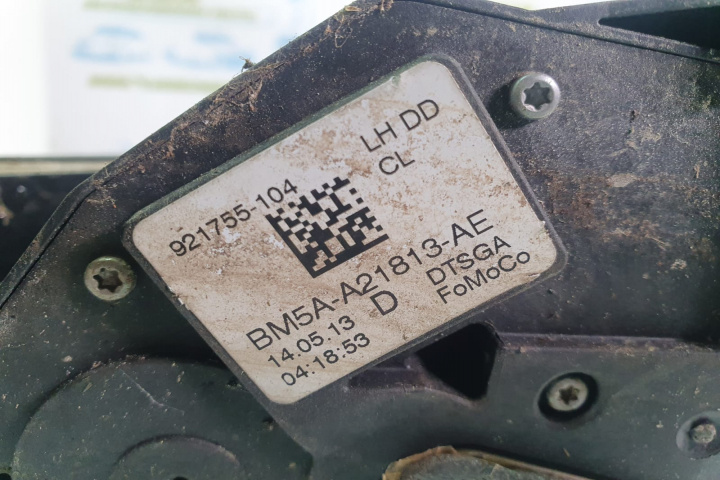 LH DD
CL
921755-104
BM5A-A21813-AE
14.05.13 D DTSGA
04:18:53 FoMoCo